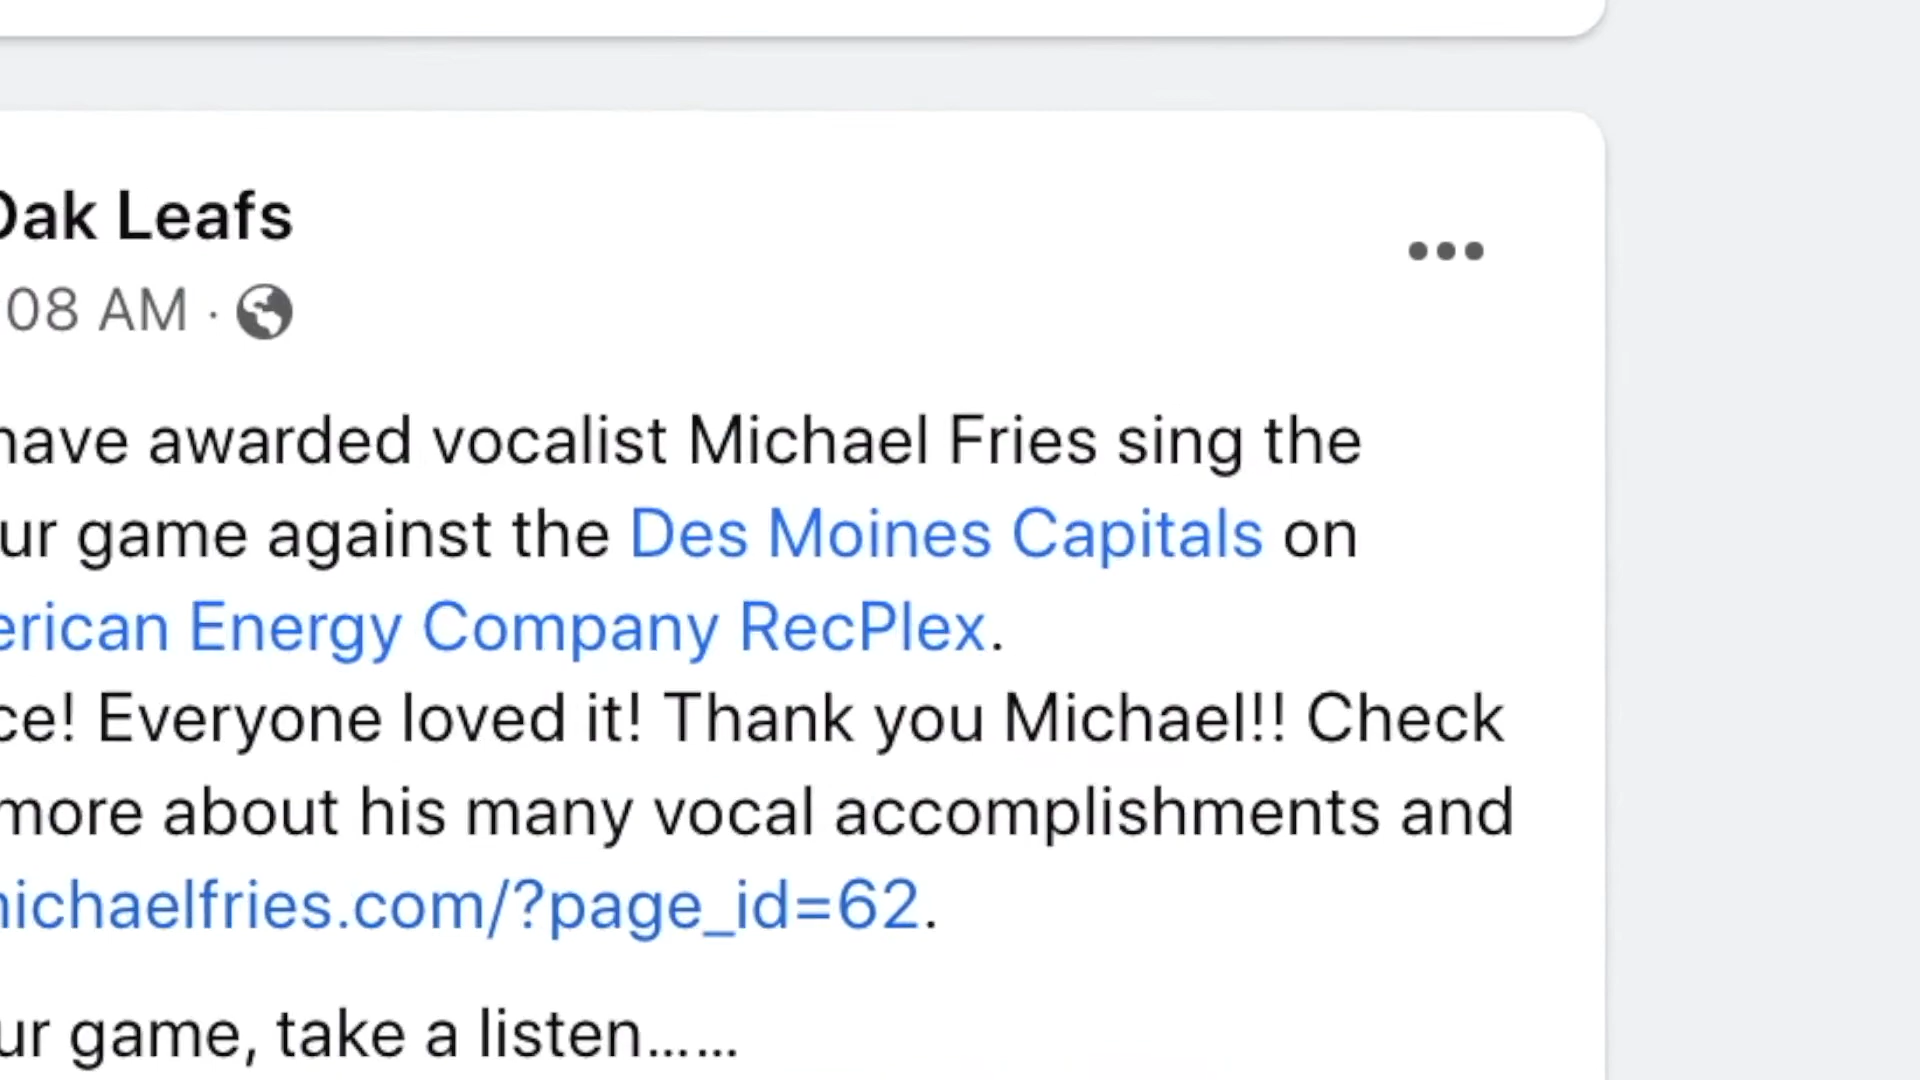 Oak Leafs
08 AM ·
have awarded vocalist Michael Fries sing the
ur game against the Des Moines Capitals on
erican Energy Company RecPlex.
ce! Everyone loved it! Thank you Michael!! Check
more about his many vocal accomplishments and
michaelfries.com/?page_id=62.
ur game, take a listen......